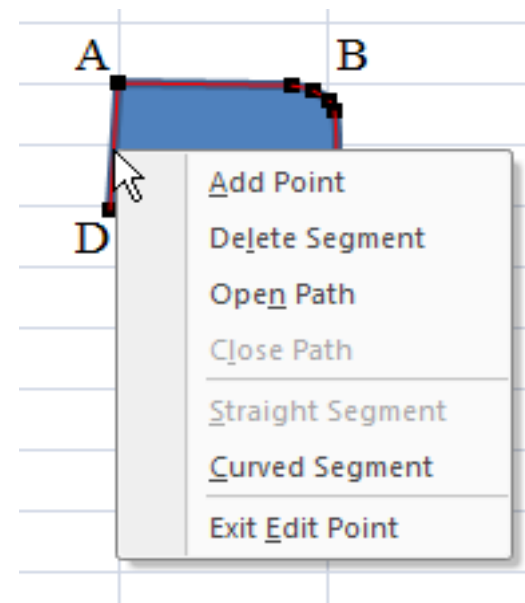 A B
Add Point
D
Delete Segment
Open Path
Close Path
Straight Segment
Curved Segment
Exit Edit Point